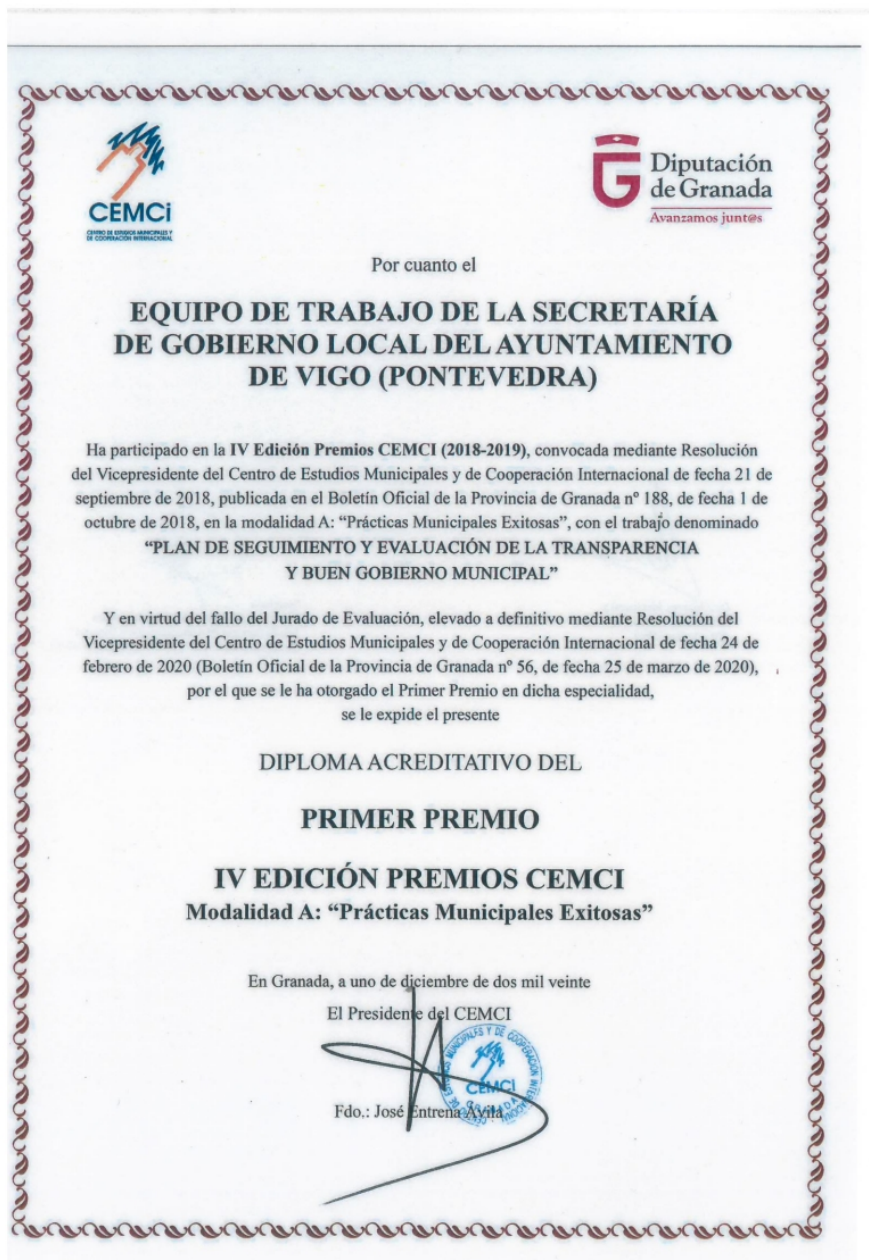 CEMCi
CENTRO DE ESTUDIOS MUNICIPALES Y
DE COOPERACIÓN INTERNACIONAL
Diputación
de Granada
Avanzamos junt@s
Por cuanto el
EQUIPO DE TRABAJO DE LA SECRETARÍA
DE GOBIERNO LOCAL DEL AYUNTAMIENTO
DE VIGO (PONTEVEDRA)
Ha participado en la IV Edición Premios CEMCI (2018-2019), convocada mediante Resolución
del Vicepresidente del Centro de Estudios Municipales y de Cooperación Internacional de fecha 21 de
septiembre de 2018, publicada en el Boletín Oficial de la Provincia de Granada nº 188, de fecha 1 de
octubre de 2018, en la modalidad A: “Prácticas Municipales Exitosas”, con el trabajo denominado
“PLAN DE SEGUIMIENTO Y EVALUACIÓN DE LA TRANSPARENCIA
Y BUEN GOBIERNO MUNICIPAL”
Y en virtud del fallo del Jurado de Evaluación, elevado a definitivo mediante Resolución del
Vicepresidente del Centro de Estudios Municipales y de Cooperación Internacional de fecha 24 de
febrero de 2020 (Boletín Oficial de la Provincia de Granada nº 56, de fecha 25 de marzo de 2020),
por el que se le ha otorgado el Primer Premio en dicha especialidad,
se le expide el presente
DIPLOMA ACREDITATIVO DEL
PRIMER PREMIO
IV EDICIÓN PREMIOS CEMCI
Modalidad A: “Prácticas Municipales Exitosas”
En Granada, a uno de diciembre de dos mil veinte
El Presidente del CEMCI
CENTRO DE ESTUDIOS MUNICIPALES Y DE COOPERACIÓN INTERNACIONAL
CEMCi
GRANADA
Fdo.: José Entrena Ávila